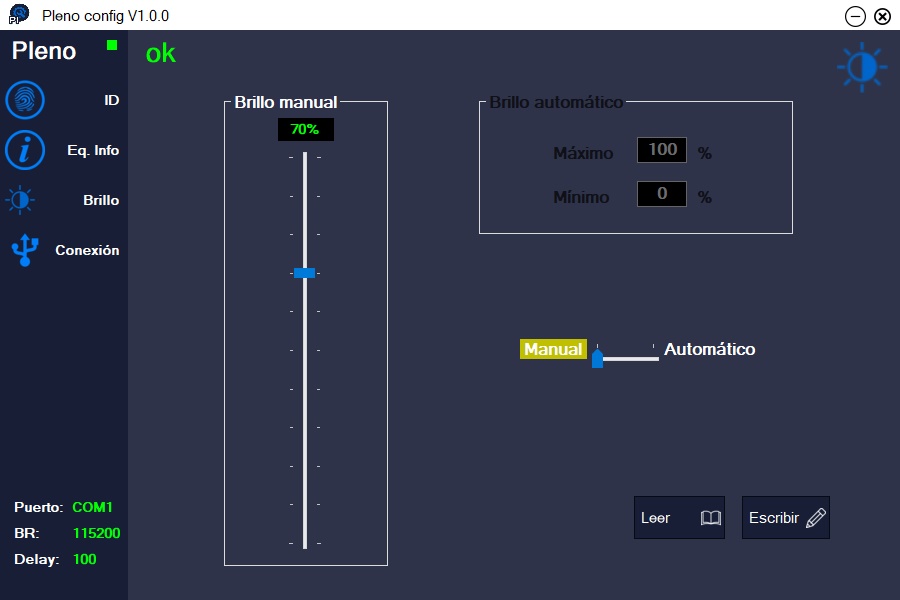 Pleno config V1.0.0
Pleno
ok
ID
Eq. Info
Brillo
Conexión
Puerto: COM1
BR: 115200
Delay: 100
Brillo manual
70%
Brillo automático
Máximo 100 %
Mínimo 0 %
Manual Automático
Leer Escribir